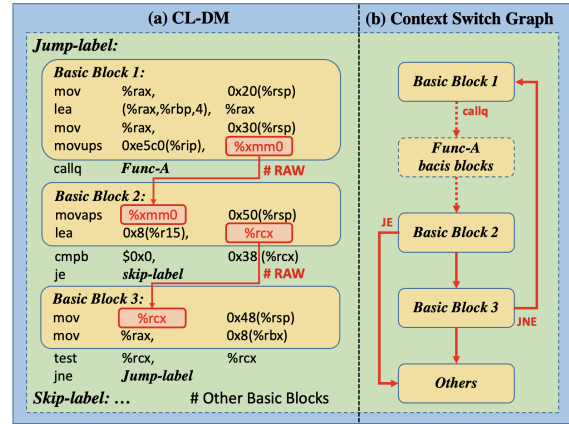 (a) CL-DM
Jump-label:
Basic Block 1:
mov %rax, 0x20(%rsp)
lea (%rax,%rbp,4), %rax
mov %rax, 0x30(%rsp)
movups 0xe5c0(%rip), %xmm0
callq Func-A
# RAW
Basic Block 2:
movaps %xmm0 0x50(%rsp)
lea 0x8(%r15), %rcx
cmpb $0x0, 0x38 (%rcx)
je skip-label
# RAW
Basic Block 3:
mov %rcx 0x48(%rsp)
mov %rax, 0x8(%rbx)
test %rcx, %rcx
jne Jump-label
Skip-label: ... # Other Basic Blocks
(b) Context Switch Graph
Basic Block 1
callq
Func-A
bacis blocks
JE
Basic Block 2
Basic Block 3
JNE
Others